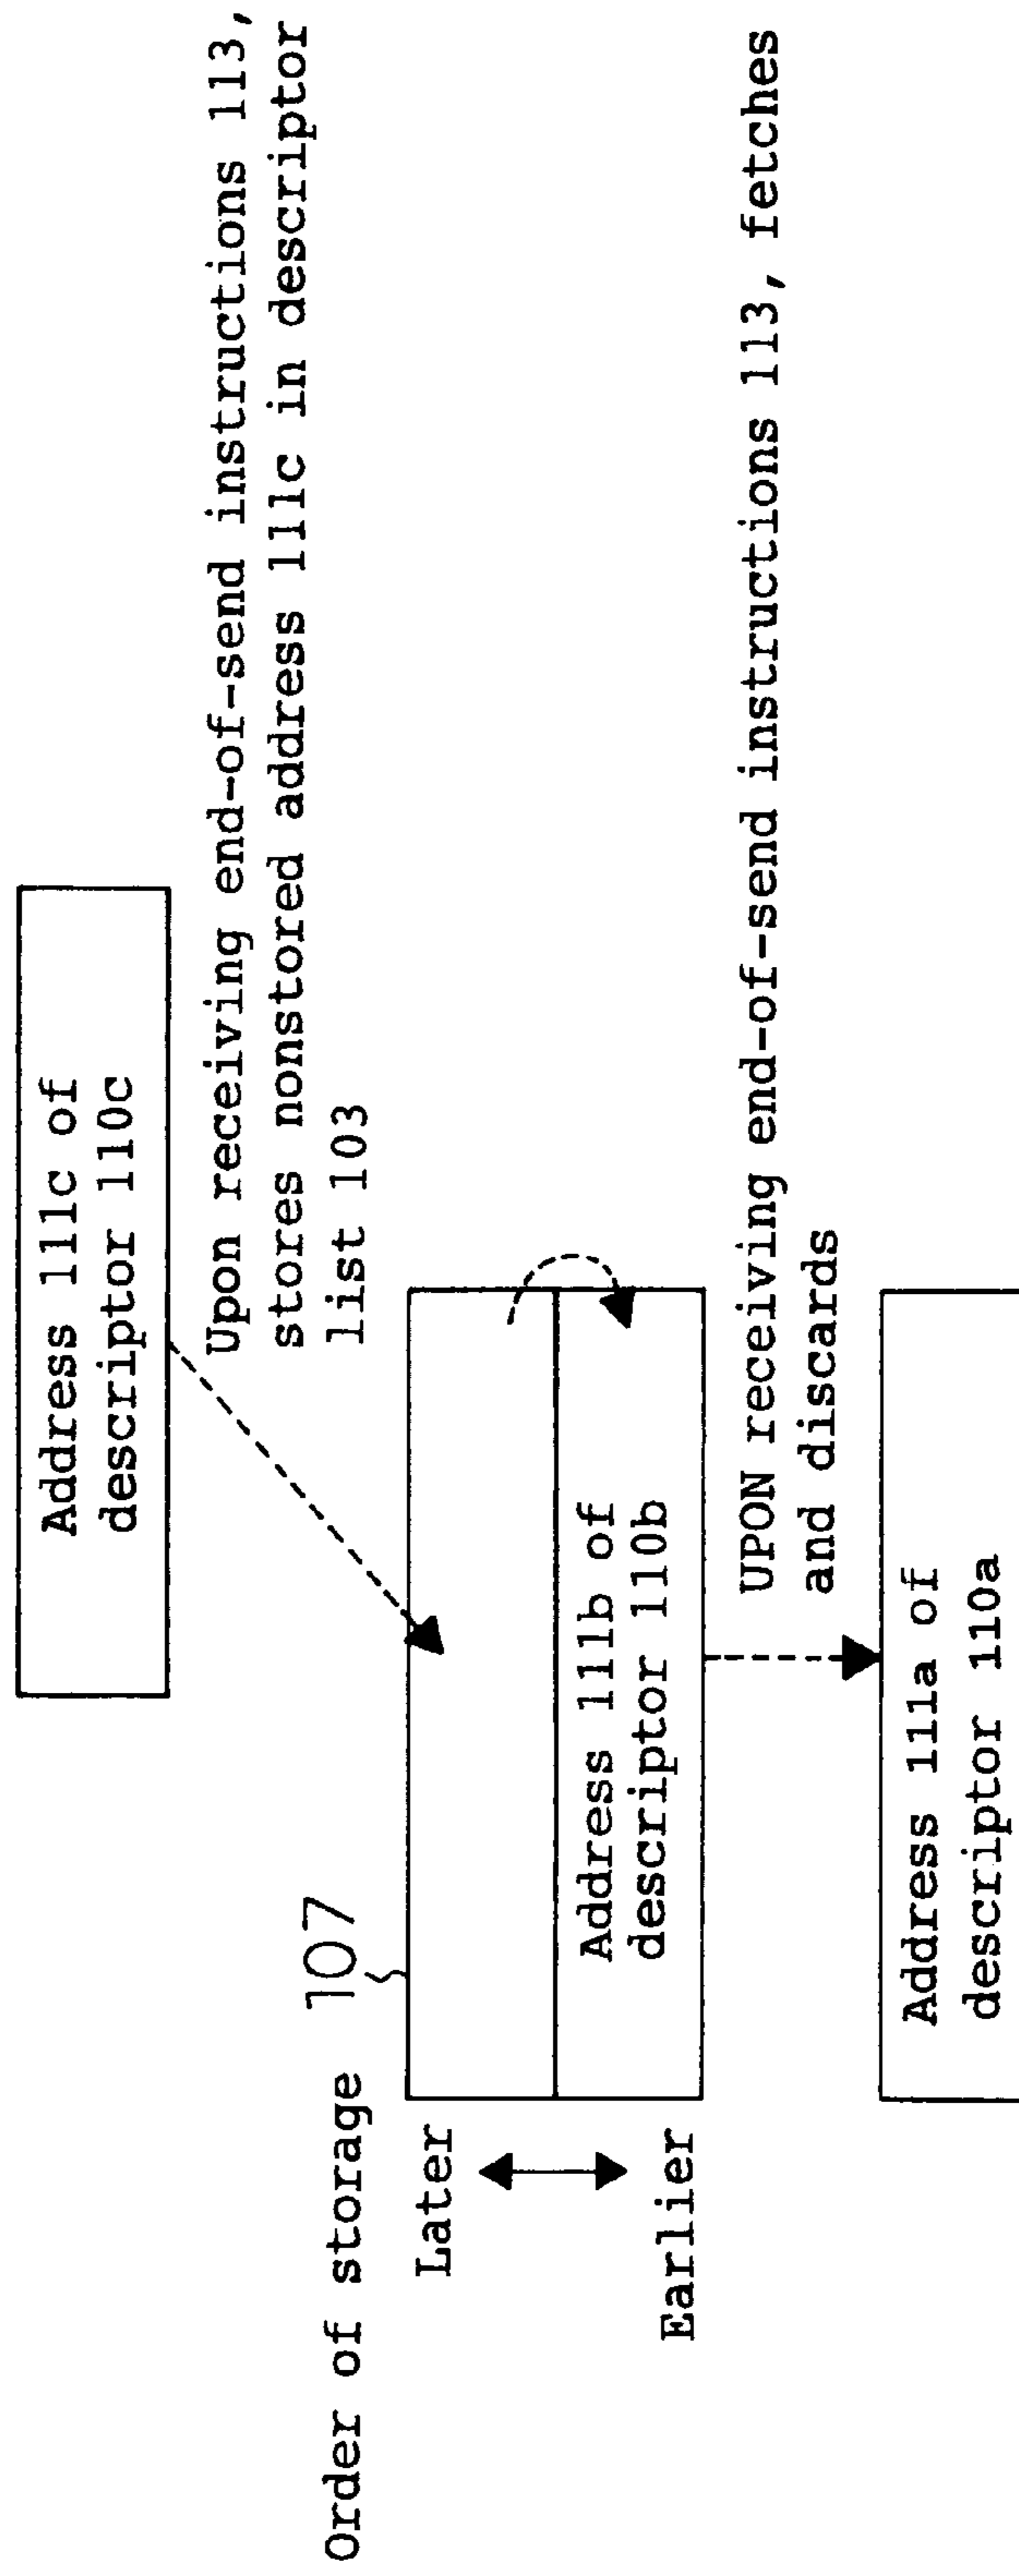 Address 111c of
descriptor 110c
Upon receiving end-of-send instructions 113,
stores nonstored address 111c in descriptor
list 103
Order of storage 107
Later
Earlier
Address 111b of
descriptor 110b
UPON receiving end-of-send instructions 113, fetches
and discards
Address 111a of
descriptor 110a